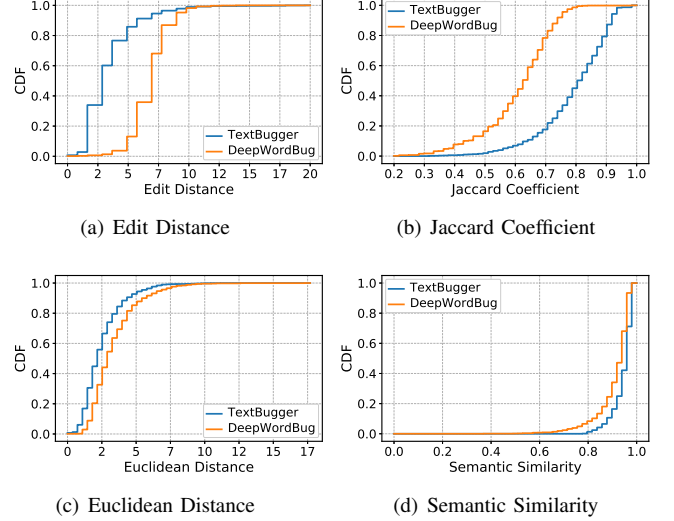 1.0
0.8
0.6
0.4
0.2
0.0
CDF
TextBugger
DeepWordBug
0 2 5 7 10 12 15 17 20
Edit Distance
(a) Edit Distance
1.0
0.8
0.6
0.4
0.2
0.0
CDF
TextBugger
DeepWordBug
0.2 0.3 0.4 0.5 0.6 0.7 0.8 0.9 1.0
Jaccard Coefficient
(b) Jaccard Coefficient
1.0
0.8
0.6
0.4
0.2
0.0
CDF
TextBugger
DeepWordBug
0 2 5 7 10 12 15 17
Euclidean Distance
(c) Euclidean Distance
1.0
0.8
0.6
0.4
0.2
0.0
CDF
TextBugger
DeepWordBug
0.0 0.2 0.4 0.6 0.8 1.0
Semantic Similarity
(d) Semantic Similarity